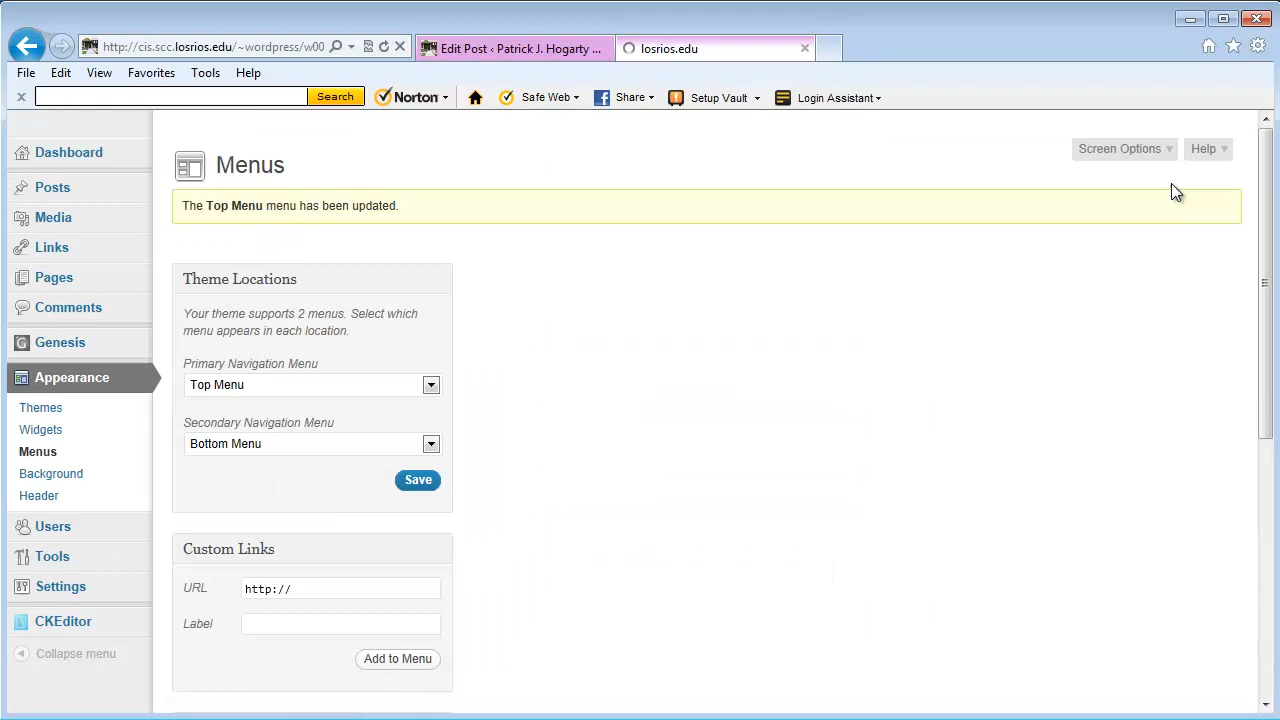 http://cis.scc.losrios.edu/~wordpress/w00
Edit Post ‹ Patrick J. Hogarty ...
losrios.edu
File Edit View Favorites Tools Help
Search
Norton
Safe Web
Share
Setup Vault
Login Assistant
Screen Options
Help
Menus
The Top Menu menu has been updated.
Dashboard
Posts
Media
Links
Pages
Comments
Genesis
Appearance
Themes
Widgets
Menus
Background
Header
Users
Tools
Settings
CKEditor
Collapse menu
Theme Locations
Your theme supports 2 menus. Select which
menu appears in each location.
Primary Navigation Menu
Top Menu
Secondary Navigation Menu
Bottom Menu
Save
Custom Links
URL
http://
Label
Add to Menu